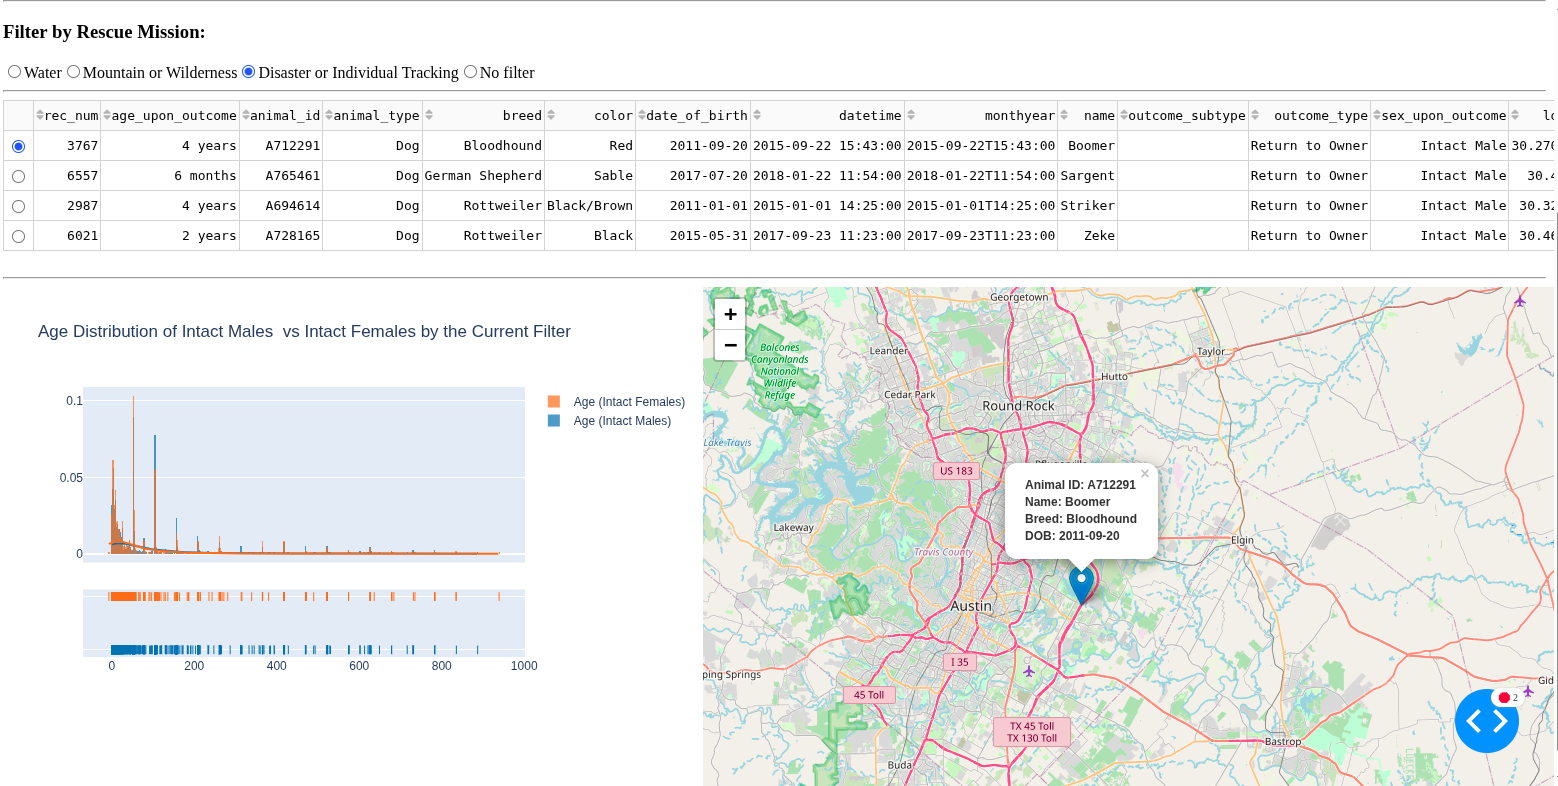 Filter by Rescue Mission:
Water Mountain or Wilderness Disaster or Individual Tracking No filter
rec_num age_upon_outcome animal_id animal_type breed color date_of_birth datetime monthyear name outcome_subtype outcome_type sex_upon_outcome
3767 4 years A712291 Dog Bloodhound Red 2011-09-20 2015-09-22 15:43:00 2015-09-22T15:43:00 Boomer Return to Owner Intact Male 30.270
6557 6 months A765461 Dog German Shepherd Sable 2017-07-20 2018-01-22 11:54:00 2018-01-22T11:54:00 Sargent Return to Owner Intact Male 30.4
2987 4 years A694614 Dog Rottweiler Black/Brown 2011-01-01 2015-01-01 14:25:00 2015-01-01T14:25:00 Striker Return to Owner Intact Male 30.32
6021 2 years A728165 Dog Rottweiler Black 2015-05-31 2017-09-23 11:23:00 2017-09-23T11:23:00 Zeke Return to Owner Intact Male 30.46
Age Distribution of Intact Males  vs Intact Females by the Current Filter
0.1
0.05
0
Age (Intact Females)
Age (Intact Males)
0 200 400 600 800 1000
+
−
Georgetown
Balcones
Canyonlands
National
Wildlife
Refuge
Leander
Taylor
Hutto
Cedar Park
Round Rock
Lake Travis
US 183
×
Animal ID: A712291
Name: Boomer
Breed: Bloodhound
DOB: 2011-09-20
Lakeway
Travis County
Elgin
Austin
I 35
ping Springs
45 Toll
Gid
2
TX 45 Toll
TX 130 Toll
Bastrop
Buda